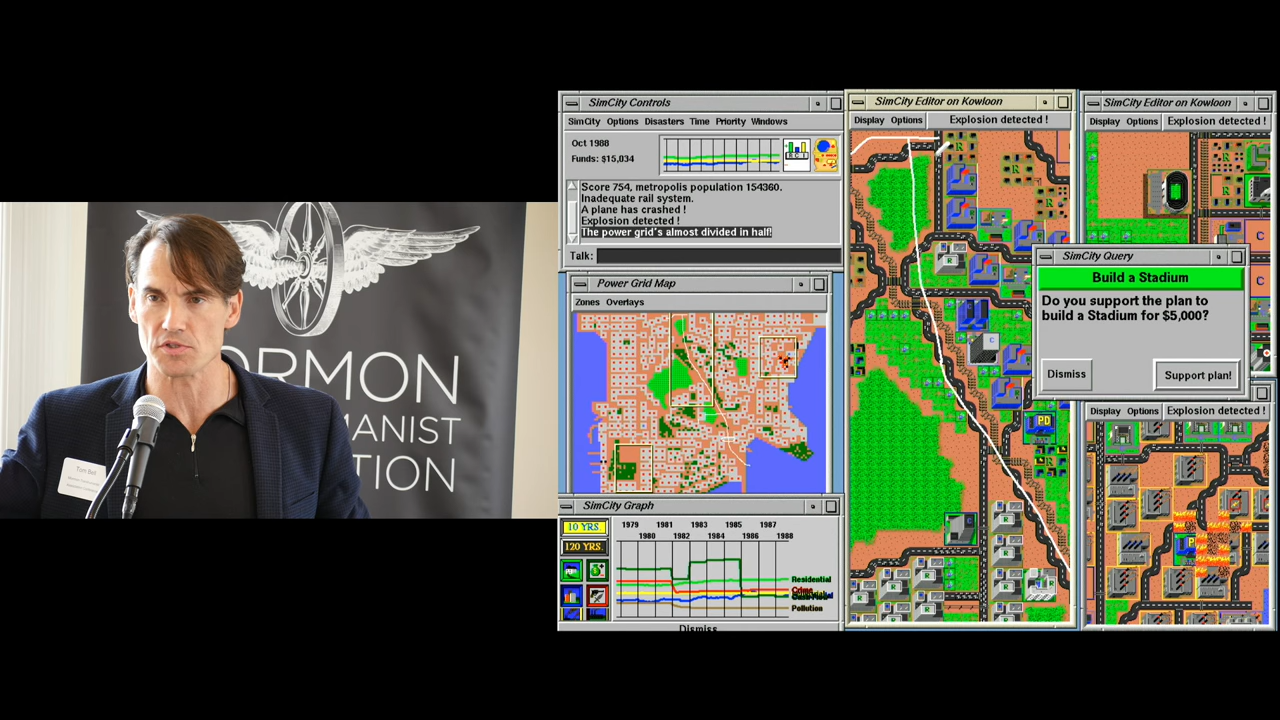 ORMON
MANIST
TION
Tom Bell
SimCity Controls
SimCity Options Disasters Time Priority Windows
Oct 1988
Funds: $15,034
R C I
Score 754, metropolis population 154360.
Inadequate rail system.
A plane has crashed !
Explosion detected !
The power grid's almost divided in half!
Talk:
Power Grid Map
Zones Overlays
SimCity Graph
10 YRS.
120 YRS.
1979 1981 1983 1985 1987
1980 1982 1984 1986 1988
Residential
Crime
Pollution
Dismiss
SimCity Editor on Kowloon
Display Options Explosion detected !
PD
SimCity Editor on Kowloon
Display Options Explosion detected !
SimCity Query
Build a Stadium
Do you support the plan to
build a Stadium for $5,000?
Dismiss
Support plan!
Display Options Explosion detected !